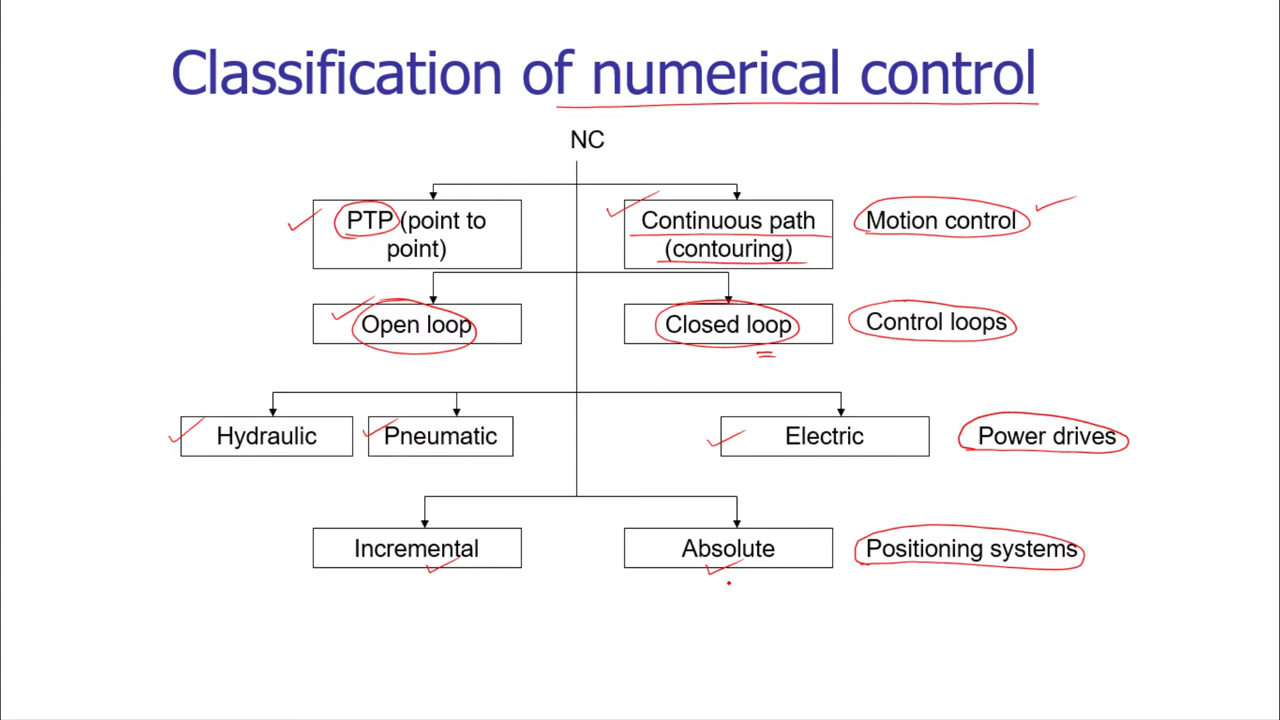 Classification of numerical control
NC
PTP (point to
point)
Continuous path
(contouring)
Motion control
Open loop
Closed loop
Control loops
Hydraulic
Pneumatic
Electric
Power drives
Incremental
Absolute
Positioning systems